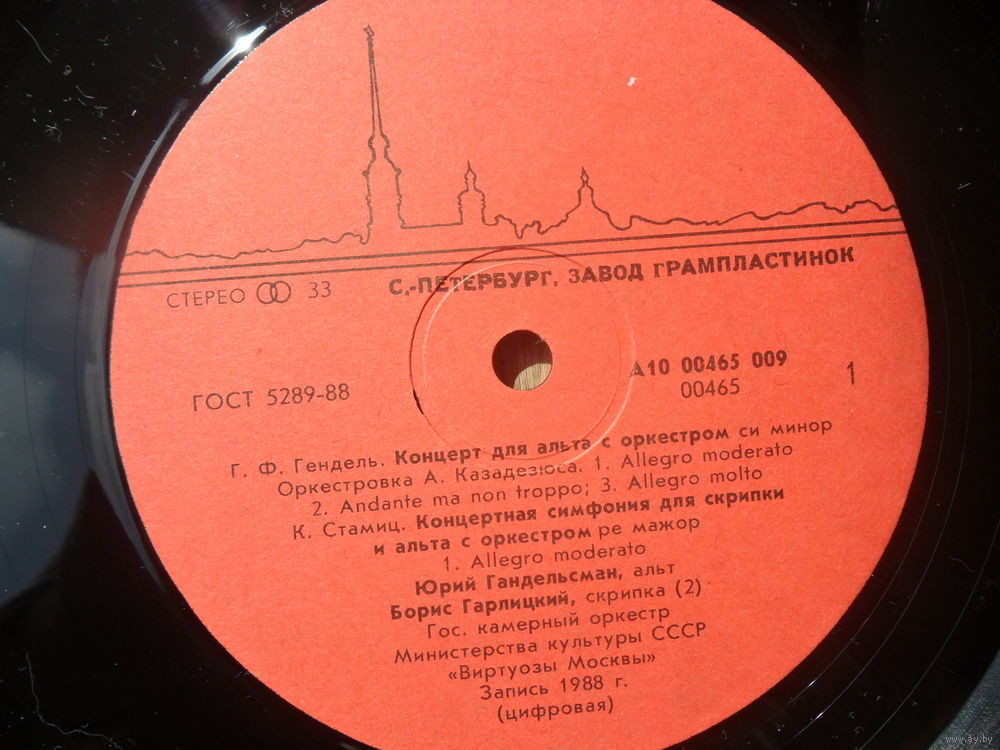 СТЕРЕО 33
С.-ПЕТЕРБУРГ. ЗАВОД ГРАМПЛАСТИНОК
ГОСТ 5289-88
А10 00465 009
00465
1
Г. Ф. Гендель. Концерт для альта с оркестром си минор
Оркестровка А. Казадезюса. 1. Allegro moderato
2. Andante ma non troppo; 3. Allegro molto
К. Стамиц. Концертная симфония для скрипки
и альта с оркестром ре мажор
1. Allegro moderato
Юрий Гандельсман, альт
Борис Гарлицкий, скрипка (2)
Гос. камерный оркестр
Министерства культуры СССР
«Виртуозы Москвы»
Запись 1988 г.
(цифровая)
www.ay.by